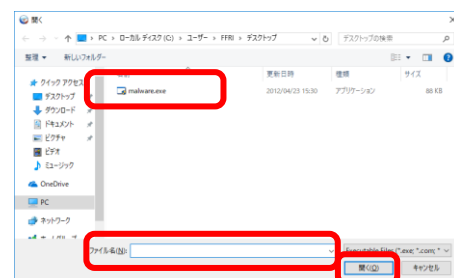 開く
PC › ローカル ディスク (C:) › ユーザー › FFRI › デスクトップ
デスクトップの検索
整理 新しいフォルダー
更新日時 種類 サイズ
クイック アクセス
malware.exe 2012/04/23 15:30 アプリケーション 88 KB
デスクトップ
ダウンロード
ドキュメント
ピクチャ
ビデオ
ミュージック
OneDrive
PC
ネットワーク
ファイル名(N): Executable Files (*.exe; *.com; *
開く(O) キャンセル